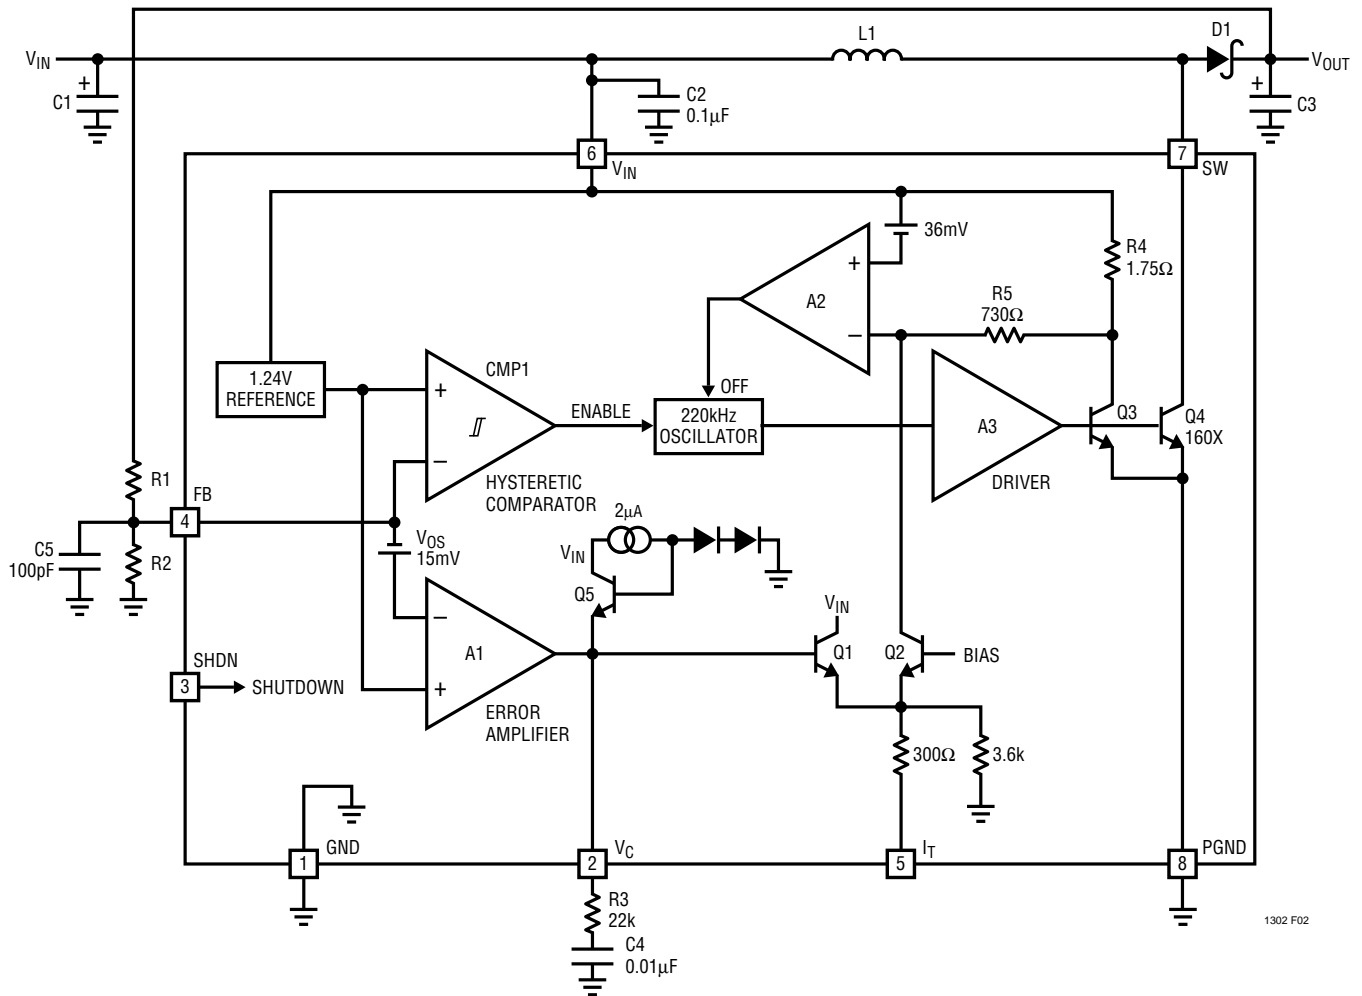 L1
D1
VIN
VOUT
+
C1
C2
0.1μF
+
C3
6
VIN
7
SW
36mV
R4
1.75Ω
+
A2
R5
730Ω
–
1.24V
REFERENCE
CMP1
+
–
HYSTERETIC
COMPARATOR
ENABLE
OFF
220kHz
OSCILLATOR
A3
DRIVER
Q3
Q4
160X
R1
FB
4
C5
100pF
R2
VOS
15mV
2μA
VIN
Q5
–
A1
+
ERROR
AMPLIFIER
VIN
Q1
Q2
BIAS
SHDN
3
SHUTDOWN
300Ω
3.6k
GND
1
VC
2
IT
5
PGND
8
R3
22k
C4
0.01μF
1302 F02